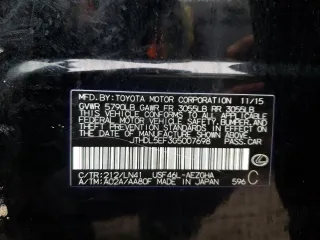 MFD. BY: TOYOTA MOTOR CORPORATION 11/15
GVWR 5790LB GAWR FR 3055LB RR 3055LB
THIS VEHICLE CONFORMS TO ALL APPLICABLE
FEDERAL MOTOR VEHICLE SAFETY, BUMPER, AND
THEFT PREVENTION STANDARDS IN EFFECT ON
THE DATE OF MANUFACTURE SHOWN ABOVE.
JTHDL5EF3G5007698 PASS.CAR
C/TR:212/LN41 USF46L-AEZGHA
A/TM:A02A/AA80F MADE IN JAPAN 596
C